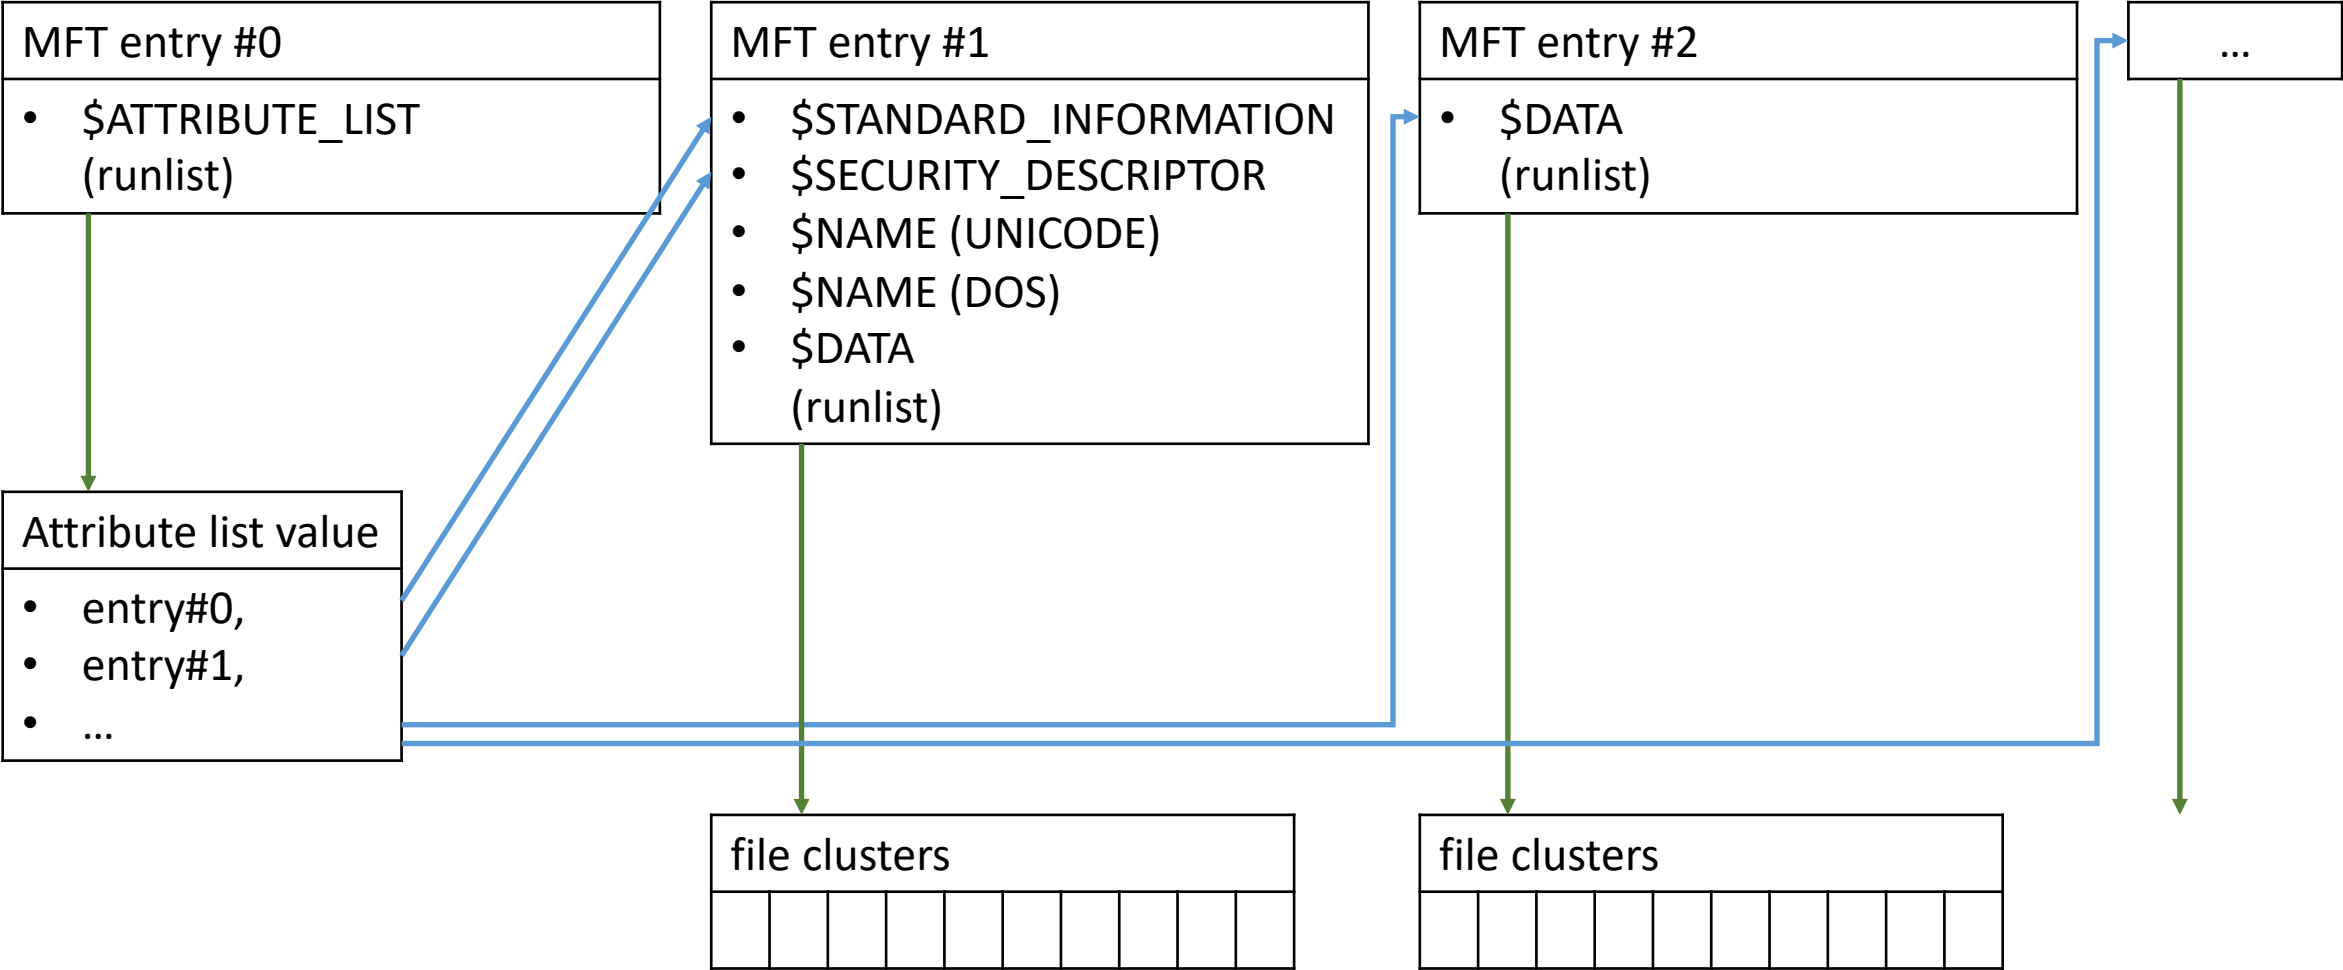 MFT entry #0
• $ATTRIBUTE_LIST
(runlist)
MFT entry #1
• $STANDARD_INFORMATION
• $SECURITY_DESCRIPTOR
• $NAME (UNICODE)
• $NAME (DOS)
• $DATA
(runlist)
MFT entry #2
• $DATA
(runlist)
...
Attribute list value
• entry#0,
• entry#1,
• ...
file clusters
file clusters